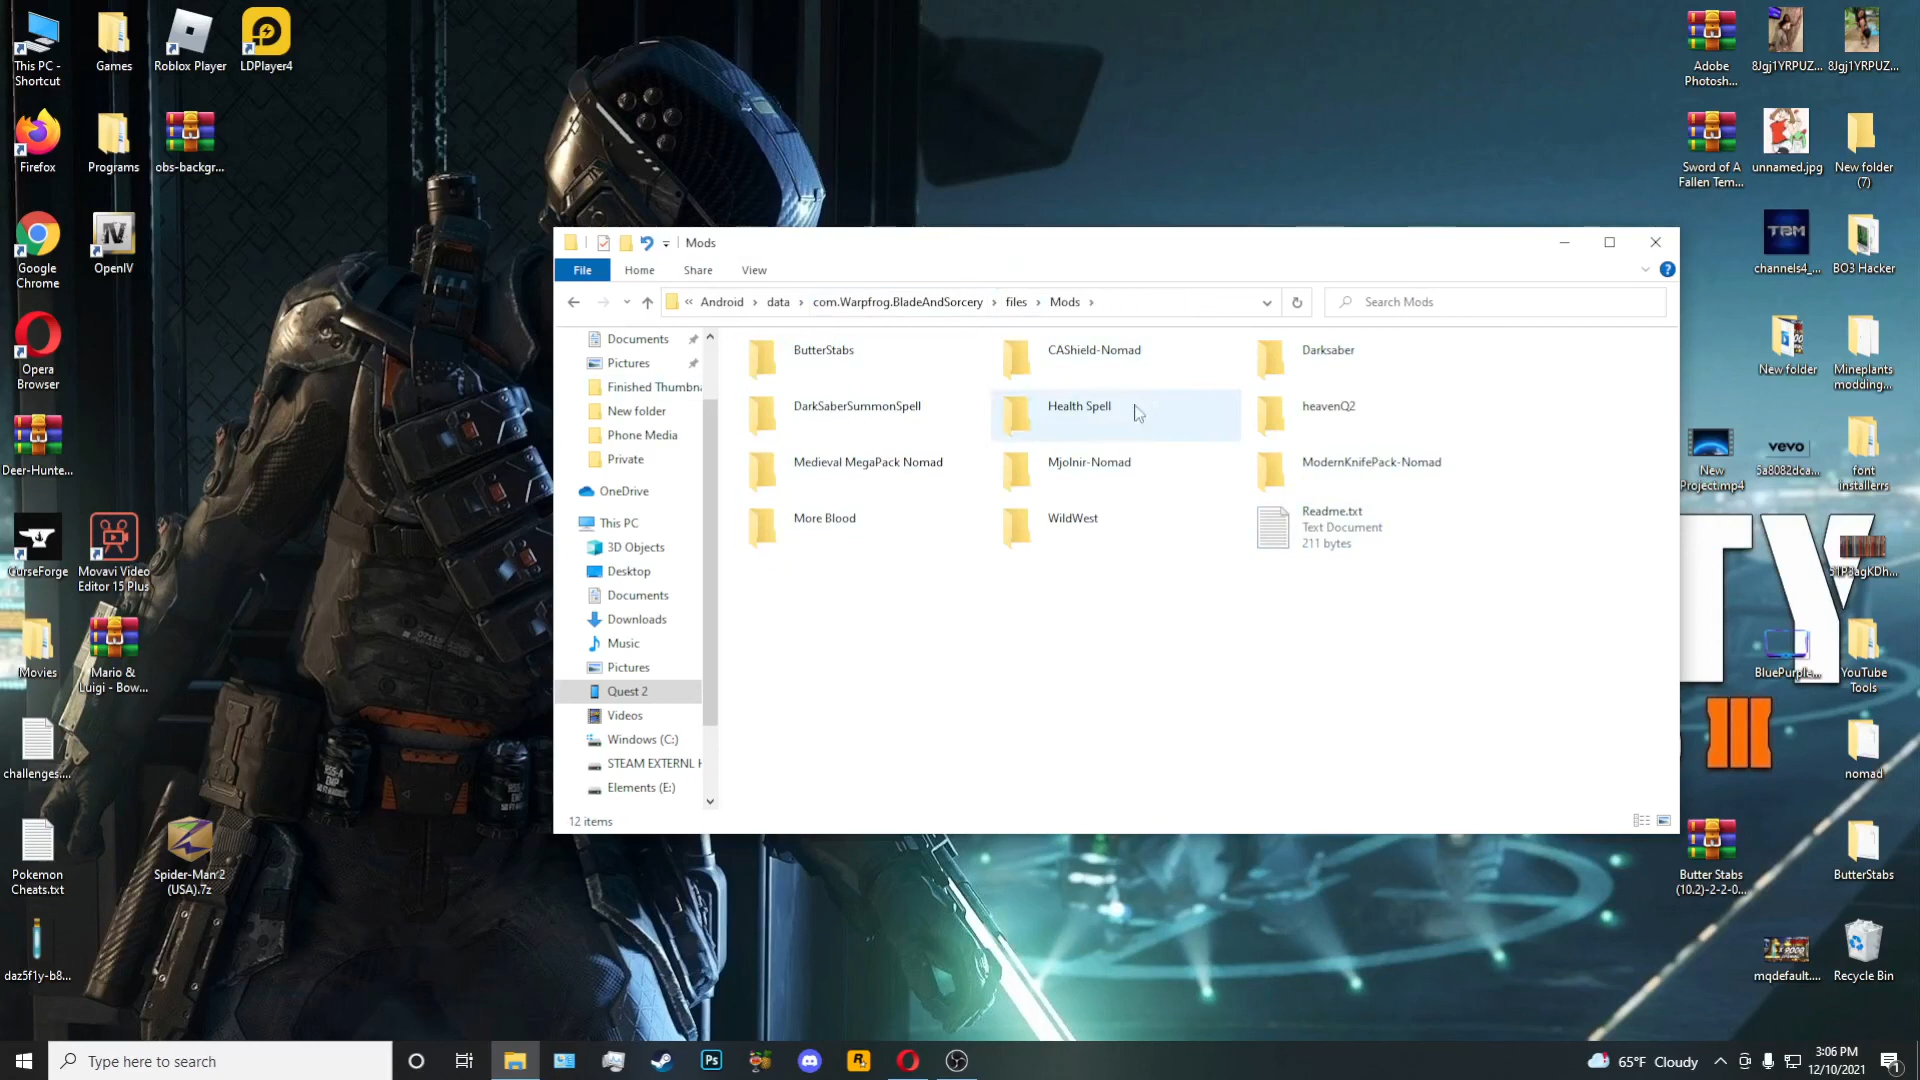 This PC -
Shortcut
Games
Roblox Player
LDPlayer4
Firefox
Programs
obs-backgr...
Google
Chrome
OpenIV
Opera
Browser
Deer-Hunte...
CurseForge
Movavi Video
Editor 15 Plus
Movies
Mario &
Luigi - Bow...
challenges....
Pokemon
Cheats.txt
Spider-Man 2
(USA).7z
daz5f1y-b8...
Mods
File
Home
Share
View
Android
data
com.Warpfrog.BladeAndSorcery
files
Mods
Search Mods
Documents
Pictures
Finished Thumbna
New folder
Phone Media
Private
OneDrive
This PC
3D Objects
Desktop
Documents
Downloads
Music
Pictures
Quest 2
Videos
Windows (C:)
STEAM EXTERNL H
Elements (E:)
ButterStabs
CAShield-Nomad
Darksaber
DarkSaberSummonSpell
Health Spell
heavenQ2
Medieval MegaPack Nomad
Mjolnir-Nomad
ModernKnifePack-Nomad
More Blood
WildWest
Readme.txt
Text Document
211 bytes
12 items
Adobe
Photosh...
8Jgj1YRPUZ...
8Jgj1YRPUZ...
Sword of A
Fallen Tem...
unnamed.jpg
New folder
(7)
TBM
channels4_...
BO3 Hacker
New folder
Mineplants
modding...
New
Project.mp4
vevo
5a8082dca...
font
installerrs
TY
BluePurple...
YouTube
Tools
III
nomad
Butter Stabs
(10.2)-2-2-0...
ButterStabs
mqdefault....
Recycle Bin
Type here to search
Ps
R
65°F Cloudy
3:06 PM
12/10/2021
1